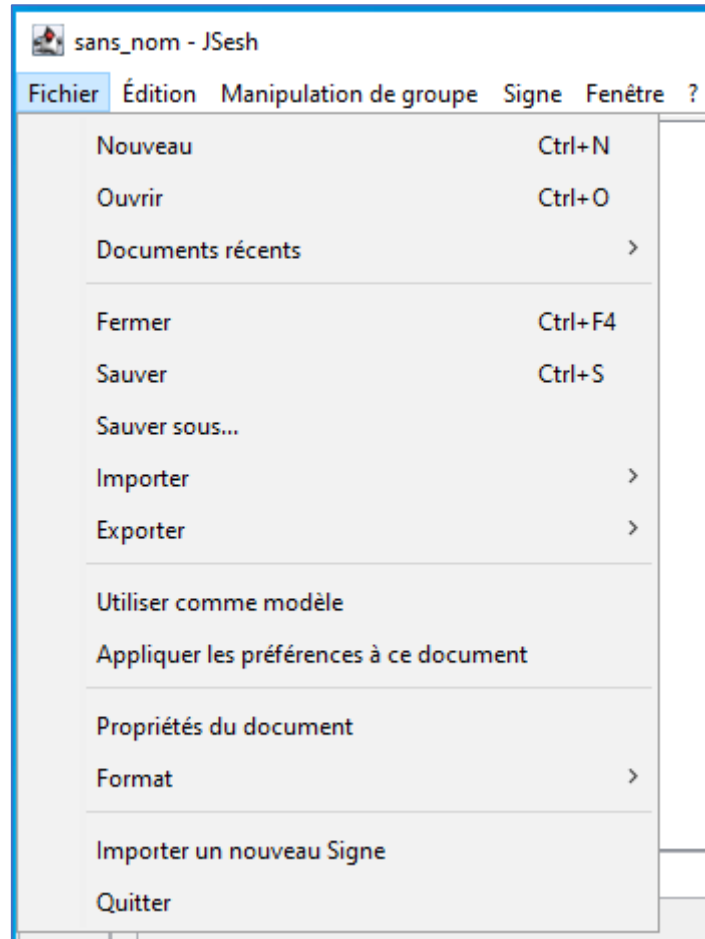 sans_nom - JSesh
Fichier Édition Manipulation de groupe Signe Fenêtre ?
Nouveau Ctrl+N
Ouvrir Ctrl+O
Documents récents
Fermer Ctrl+F4
Sauver Ctrl+S
Sauver sous...
Importer
Exporter
Utiliser comme modèle
Appliquer les préférences à ce document
Propriétés du document
Format
Importer un nouveau Signe
Quitter